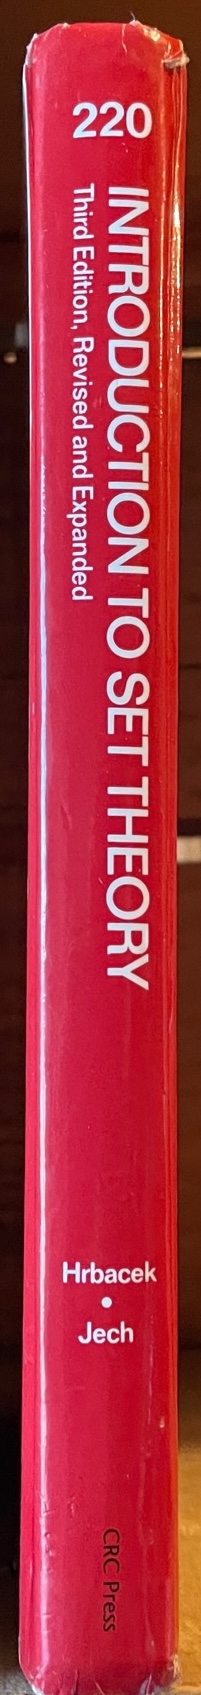 220
INTRODUCTION TO SET THEORY
Third Edition, Revised and Expanded
Hrbacek
•
Jech
CRC Press